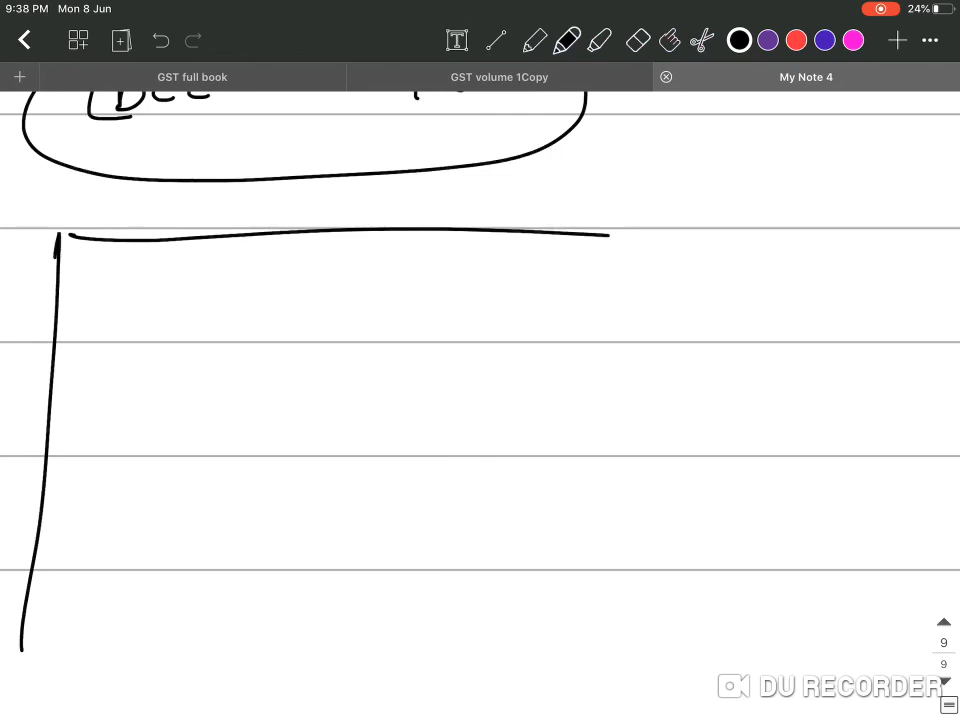 9:38 PM Mon 8 Jun 24%
GST full book GST volume 1Copy My Note 4
9
9
DU RECORDER